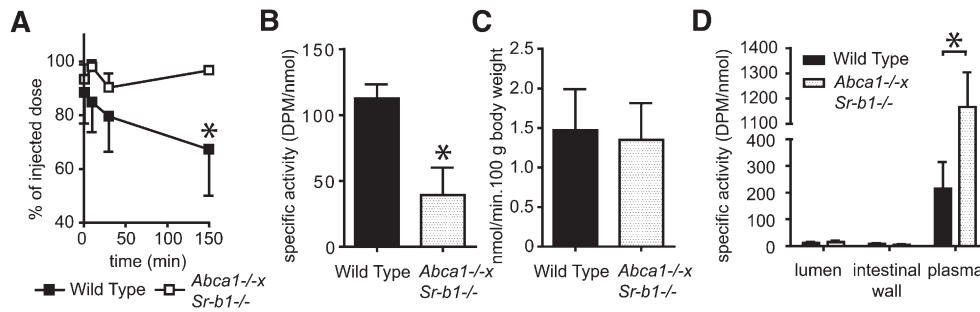 A
% of injected dose
100
80
60
40
0
50
100
150
*
time (min)
Wild Type
Abca1-/-x
Sr-b1-/-
B
specific activity (DPM/nmol)
150
100
50
0
*
Wild Type
Abca1-/-x
Sr-b1-/-
C
nmol/min.100 g body weight
2.5
2.0
1.5
1.0
0.5
0
Wild Type
Abca1-/-x
Sr-b1-/-
D
specific activity (DPM/nmol)
1400
1300
1200
1100
400
300
200
100
0
Wild Type
Abca1-/-x
Sr-b1-/-
*
lumen
intestinal
wall
plasma